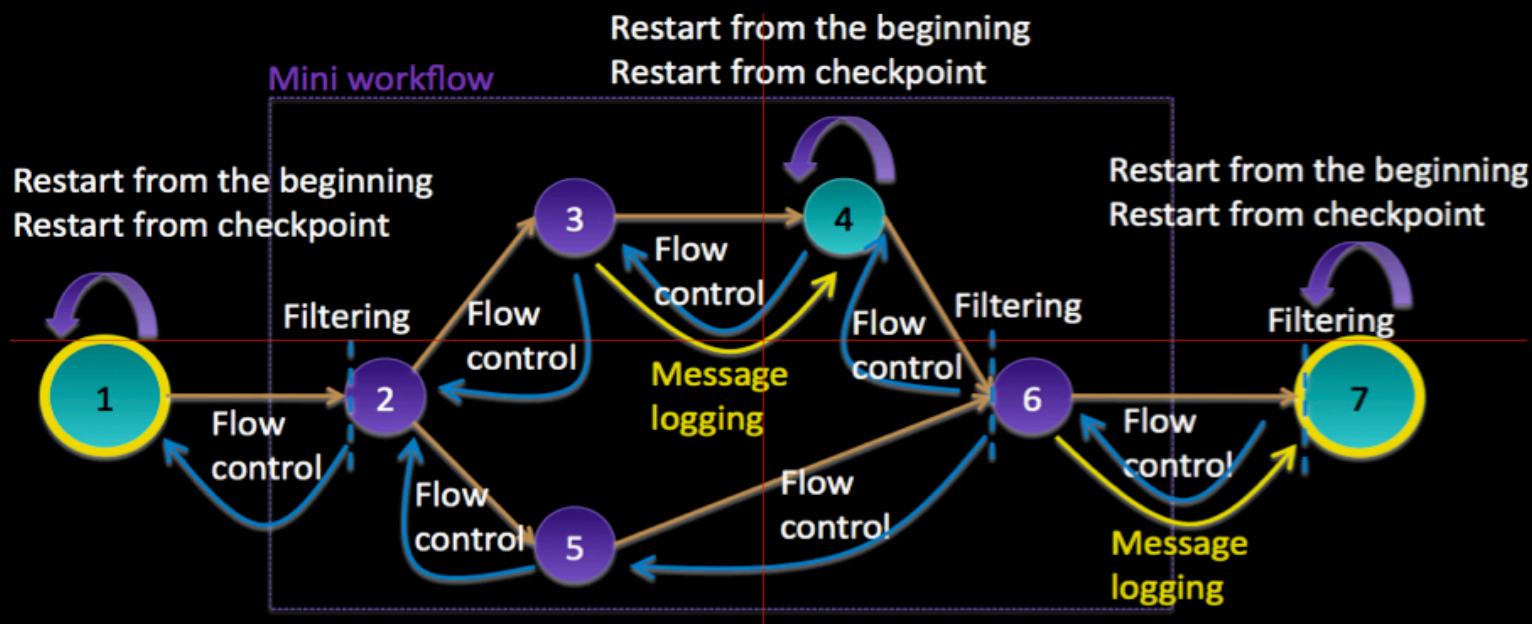 Restart from the beginning
Restart from checkpoint
Mini workflow
Restart from the beginning
Restart from checkpoint
Restart from the beginning
Restart from checkpoint
3
4
Flow
control
Filtering
Flow
control
Flow
control
Filtering
Filtering
Message
logging
1
2
6
7
Flow
control
Flow
control
Flow
control
Flow
control
5
Message
logging